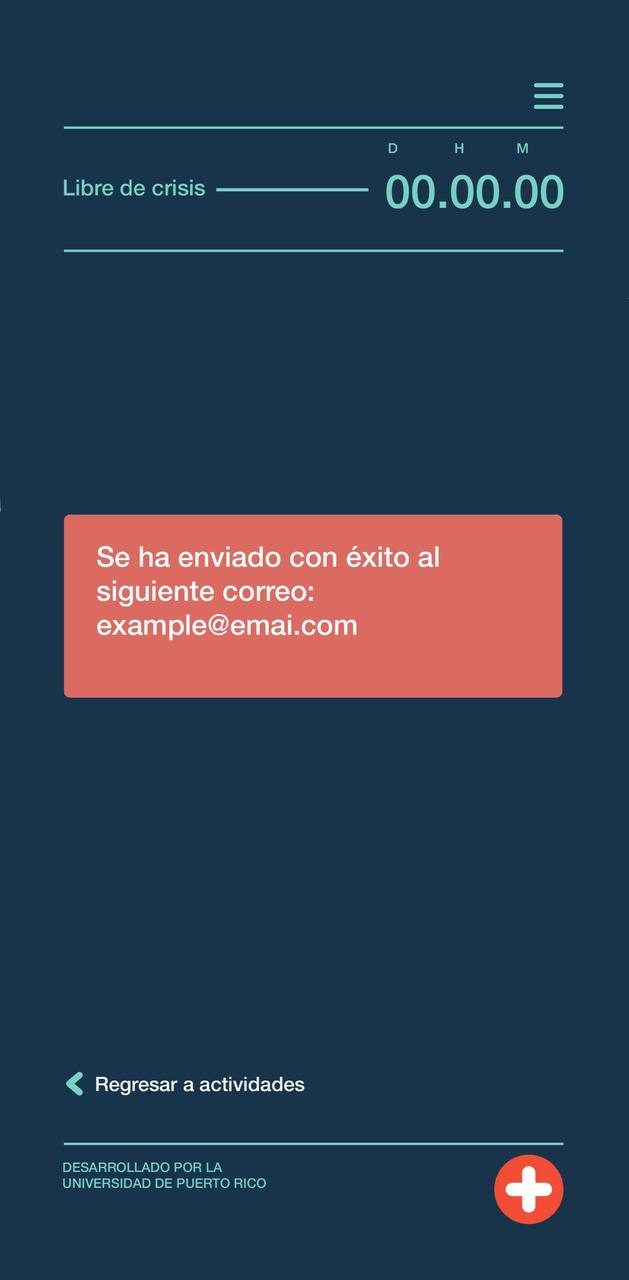 D H M
Libre de crisis 00.00.00
Se ha enviado con éxito al
siguiente correo:
example@emai.com
Regresar a actividades
DESARROLLADO POR LA
UNIVERSIDAD DE PUERTO RICO